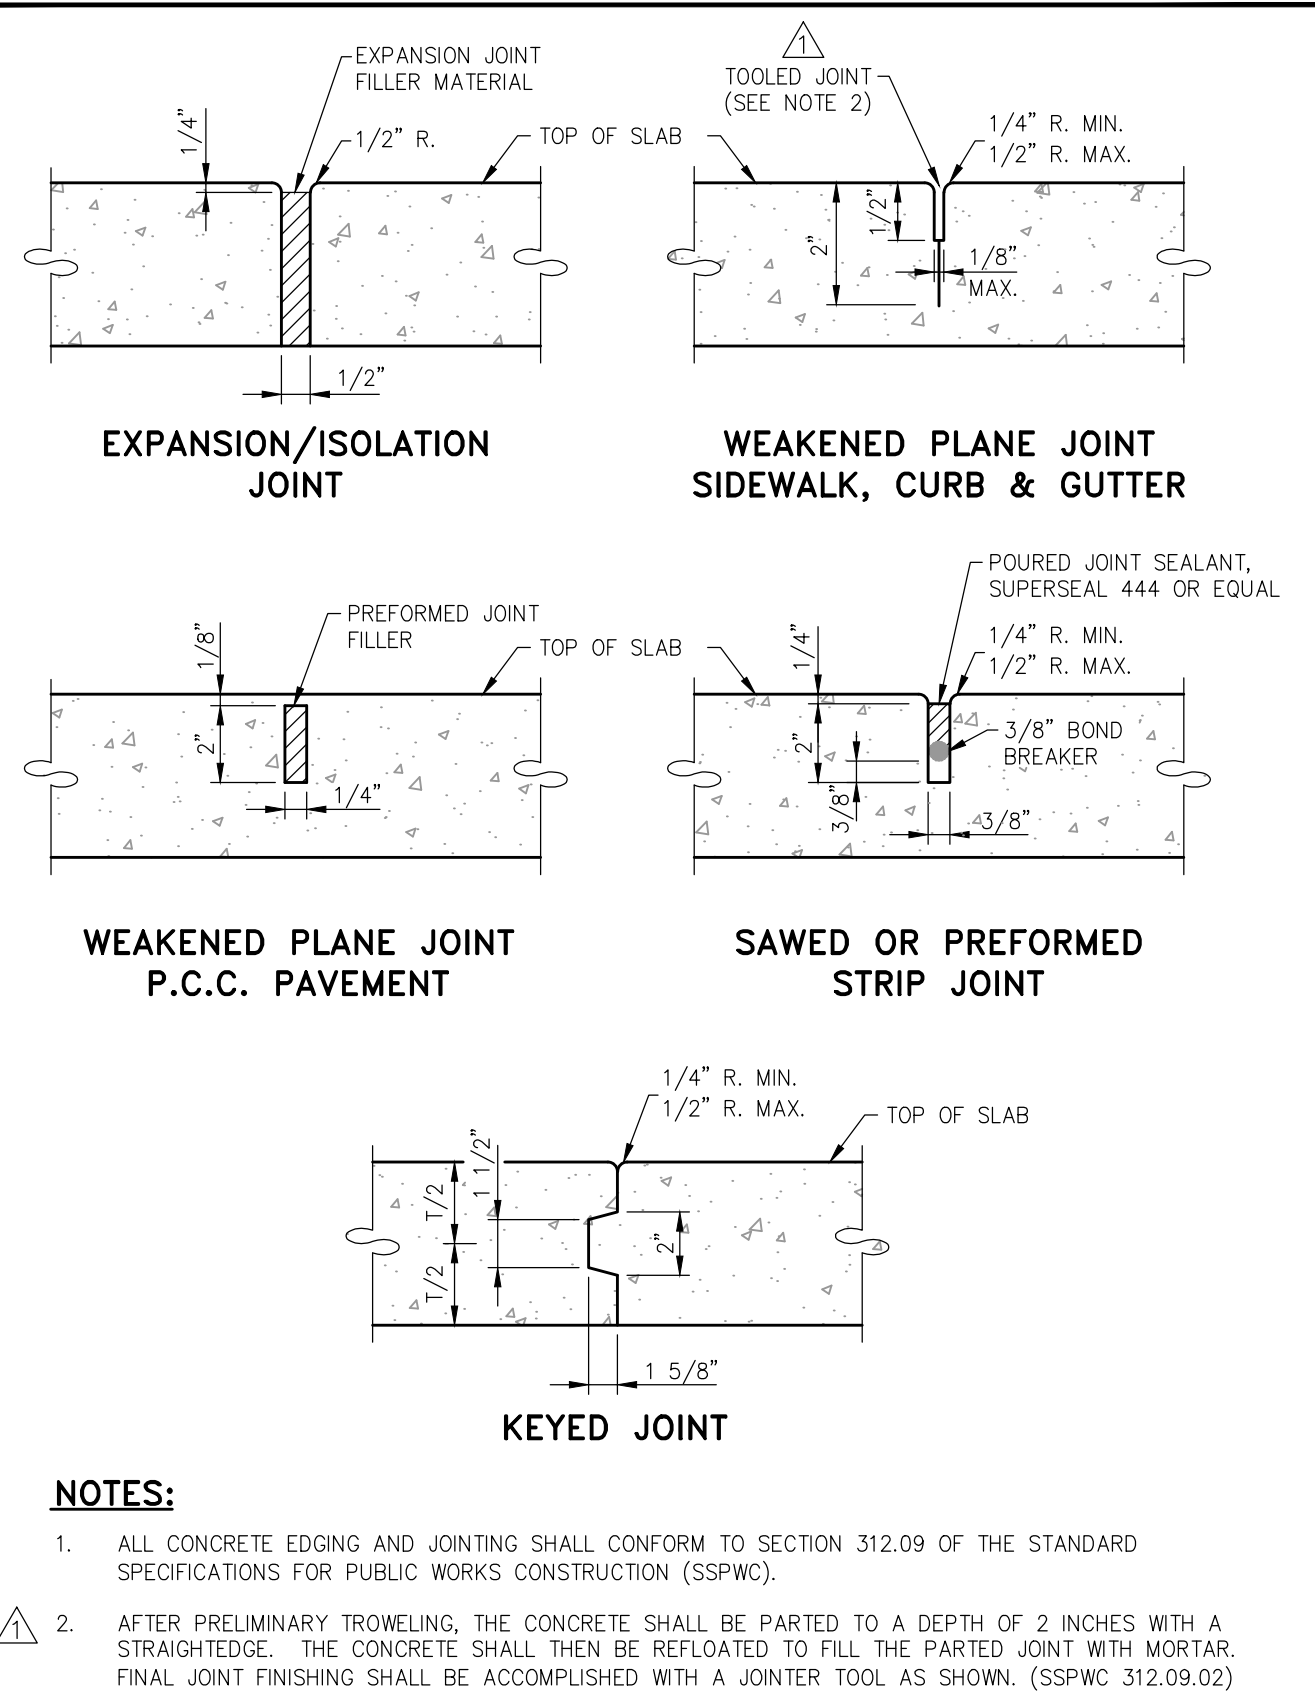 EXPANSION JOINT
FILLER MATERIAL
1/4”
1/2” R.
TOP OF SLAB
1/2”
EXPANSION/ISOLATION
JOINT
1
TOOLED JOINT
(SEE NOTE 2)
1/4” R. MIN.
1/2” R. MAX.
1/2”
2”
1/8”
MAX.
WEAKENED PLANE JOINT
SIDEWALK, CURB & GUTTER
PREFORMED JOINT
FILLER
1/8”
TOP OF SLAB
2”
1/4”
WEAKENED PLANE JOINT
P.C.C. PAVEMENT
POURED JOINT SEALANT,
SUPERSEAL 444 OR EQUAL
1/4”
1/4” R. MIN.
1/2” R. MAX.
2”
3/8” BOND
BREAKER
3/8”
3/8”
SAWED OR PREFORMED
STRIP JOINT
1/4” R. MIN.
1/2” R. MAX.
TOP OF SLAB
1 1/2”
T/2
T/2
2”
1 5/8”
KEYED JOINT
NOTES:
1. ALL CONCRETE EDGING AND JOINTING SHALL CONFORM TO SECTION 312.09 OF THE STANDARD
SPECIFICATIONS FOR PUBLIC WORKS CONSTRUCTION (SSPWC).
1 2. AFTER PRELIMINARY TROWELING, THE CONCRETE SHALL BE PARTED TO A DEPTH OF 2 INCHES WITH A
STRAIGHTEDGE. THE CONCRETE SHALL THEN BE REFLOATED TO FILL THE PARTED JOINT WITH MORTAR.
FINAL JOINT FINISHING SHALL BE ACCOMPLISHED WITH A JOINTER TOOL AS SHOWN. (SSPWC 312.09.02)